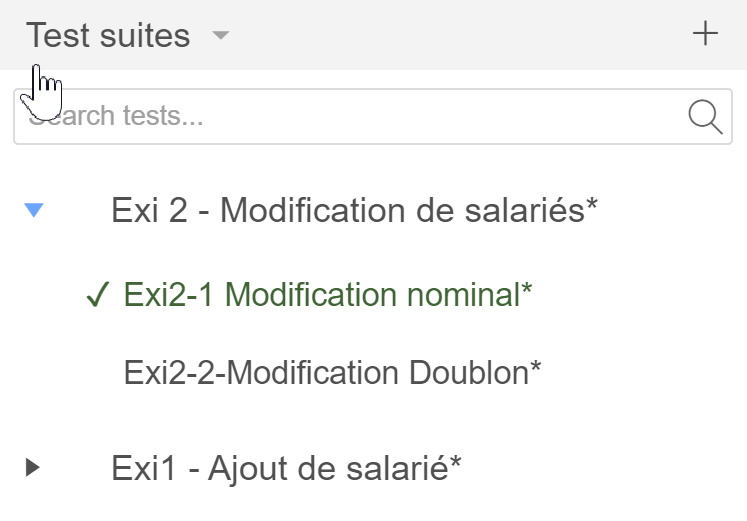 Test suites
Search tests...
Exi 2 - Modification de salariés*
✓ Exi2-1 Modification nominal*
Exi2-2-Modification Doublon*
Exi1 - Ajout de salarié*